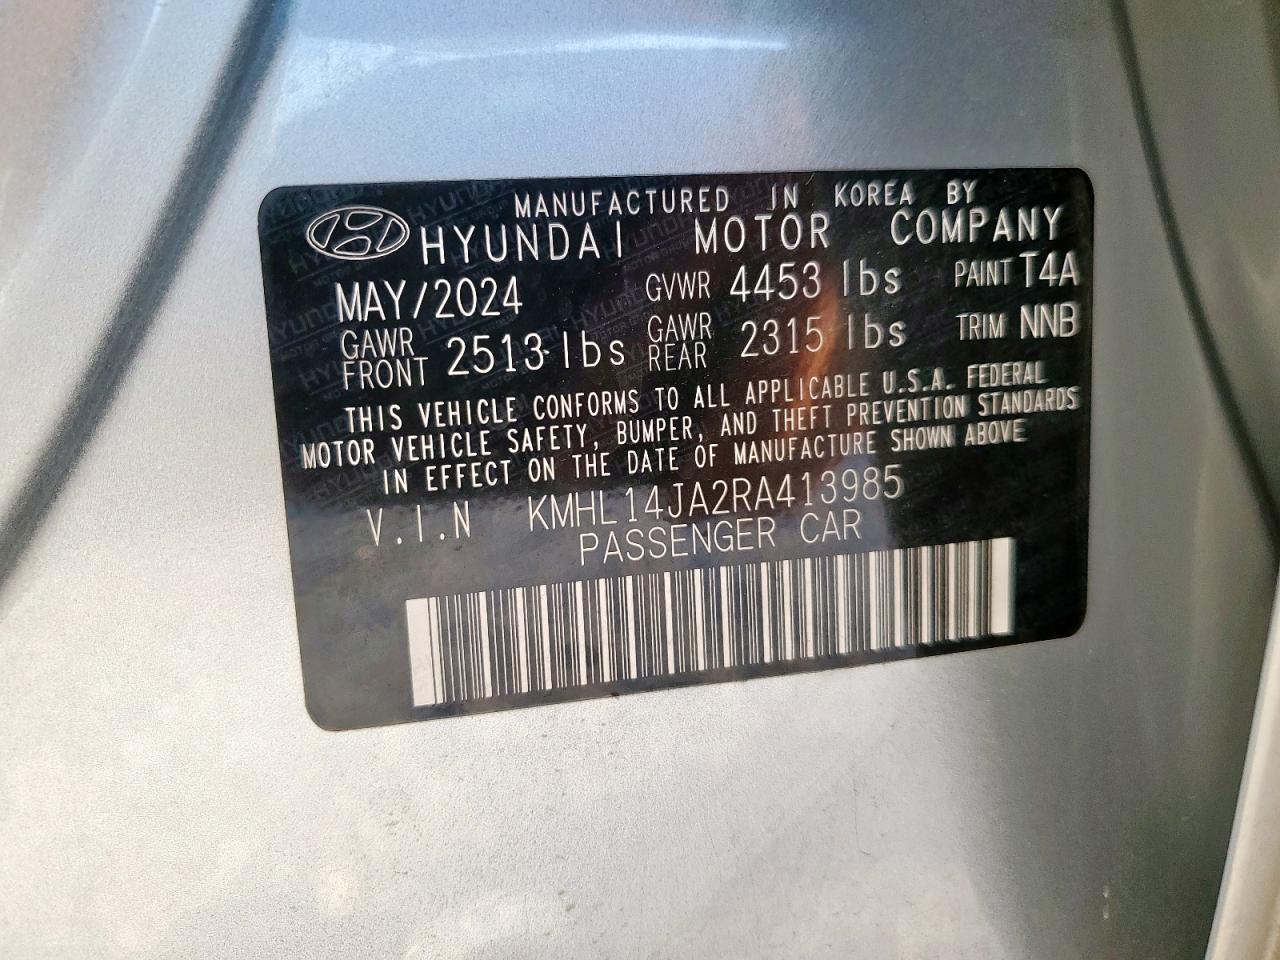 MANUFACTURED IN KOREA BY
HYUNDAI MOTOR COMPANY
MAY/2024 GVWR 4453 lbs PAINT T4A
GAWR FRONT 2513 lbs GAWR REAR 2315 lbs TRIM NNB
THIS VEHICLE CONFORMS TO ALL APPLICABLE U.S.A. FEDERAL
MOTOR VEHICLE SAFETY, BUMPER, AND THEFT PREVENTION STANDARDS
IN EFFECT ON THE DATE OF MANUFACTURE SHOWN ABOVE
V.I.N KMHL14JA2RA413985
PASSENGER CAR